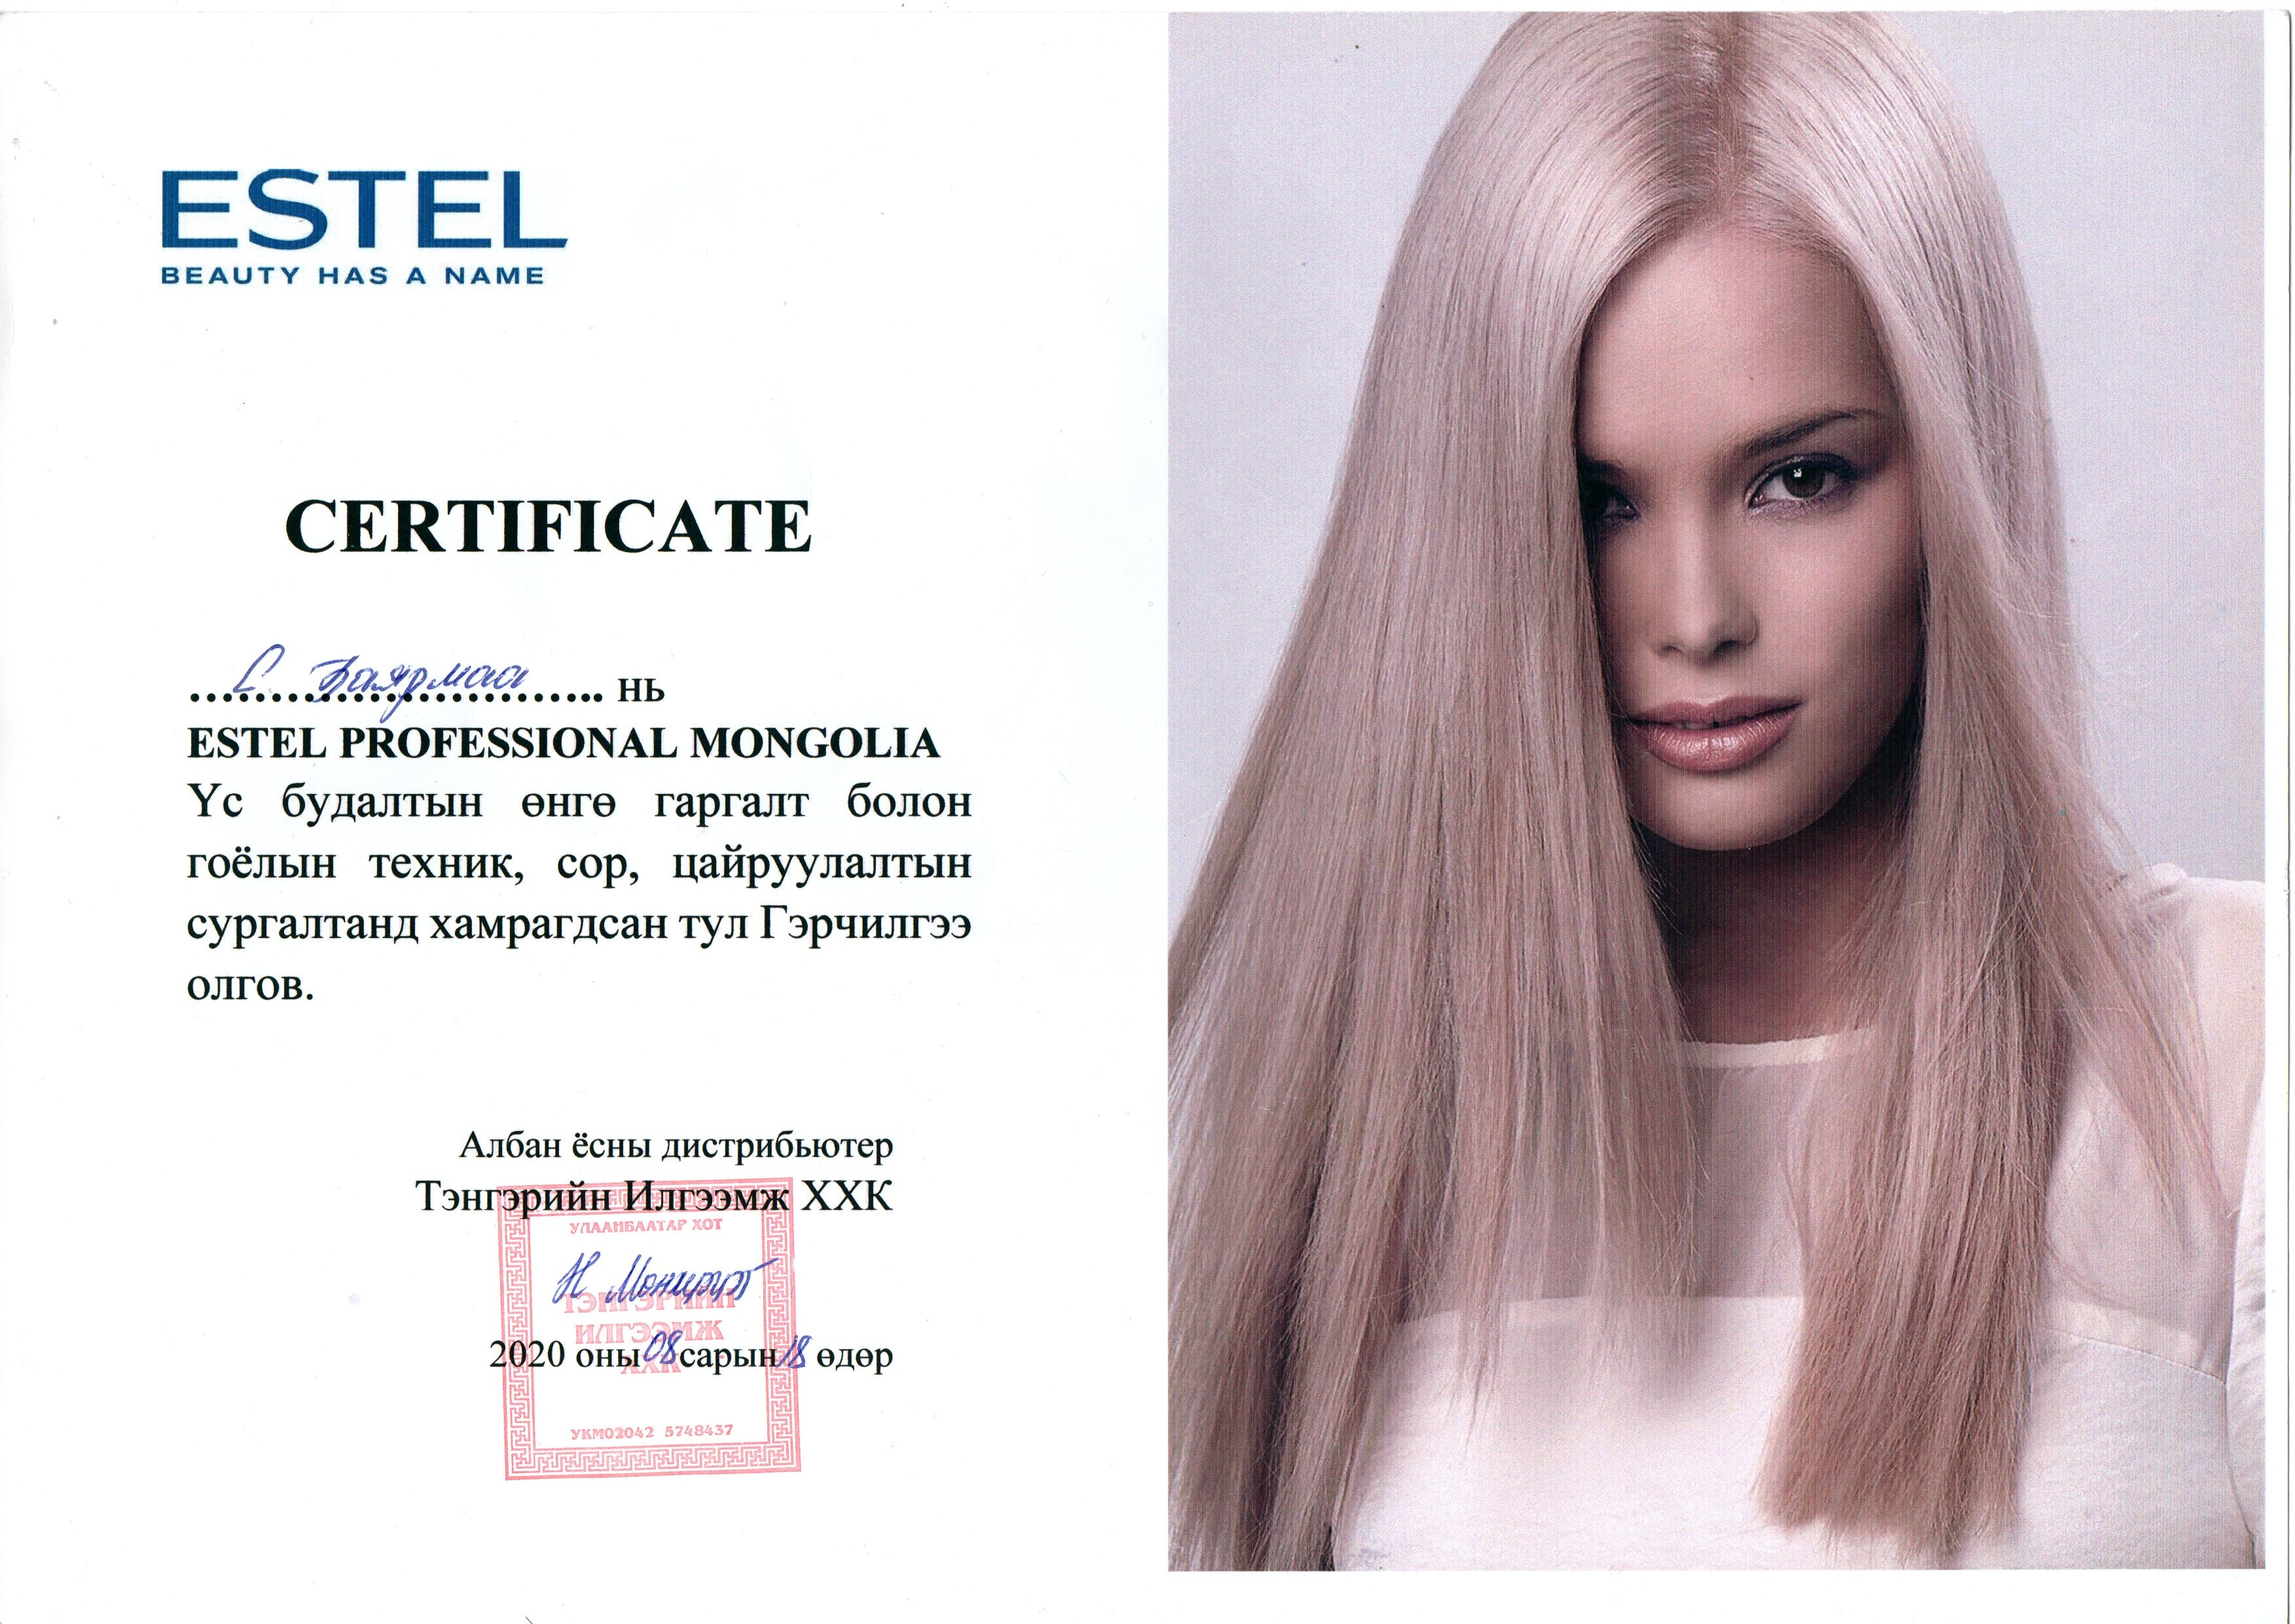 ESTEL
BEAUTY HAS A NAME
CERTIFICATE
С. Баярмаа нь
ESTEL PROFESSIONAL MONGOLIA
Үс будалтын өнгө гаргалт болон
гоёлын техник, сор, цайруулалтын
сургалтанд хамрагдсан тул Гэрчилгээ
олгов.
Албан ёсны дистрибьютер
Тэнгэрийн Илгээмж ХХК
УЛААНБААТАР ХОТ
ТЭНГЭРИЙН
ИЛГЭЭМЖ
ХХК
2020 оны 08 сарын 18 өдөр
УКМ02042 5748437